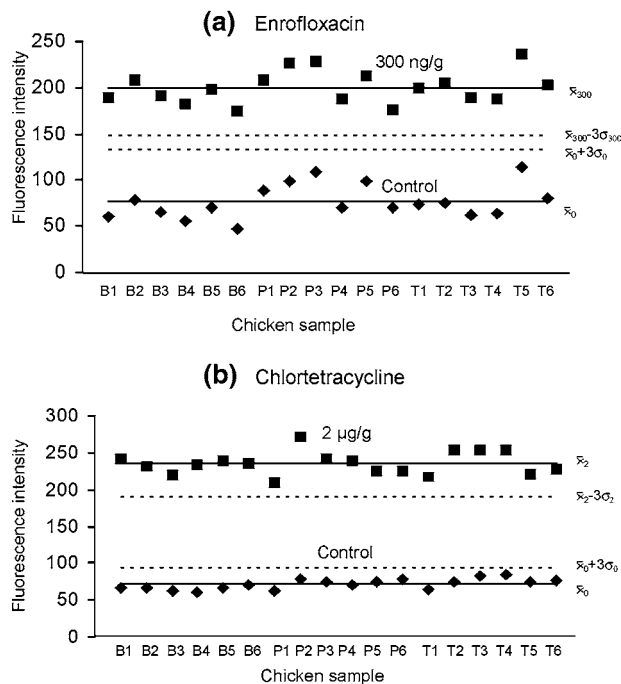 (a) Enrofloxacin
Fluorescence intensity
250
200
150
100
50
0
300 ng/g
x̄300
x̄300-3σ300
x̄0+3σ0
Control
x̄0
B1 B2 B3 B4 B5 B6 P1 P2 P3 P4 P5 P6 T1 T2 T3 T4 T5 T6
Chicken sample
(b) Chlortetracycline
Fluorescence intensity
300
250
200
150
100
50
0
2 µg/g
x̄2
x̄2-3σ2
Control
x̄0+3σ0
x̄0
B1 B2 B3 B4 B5 B6 P1 P2 P3 P4 P5 P6 T1 T2 T3 T4 T5 T6
Chicken sample